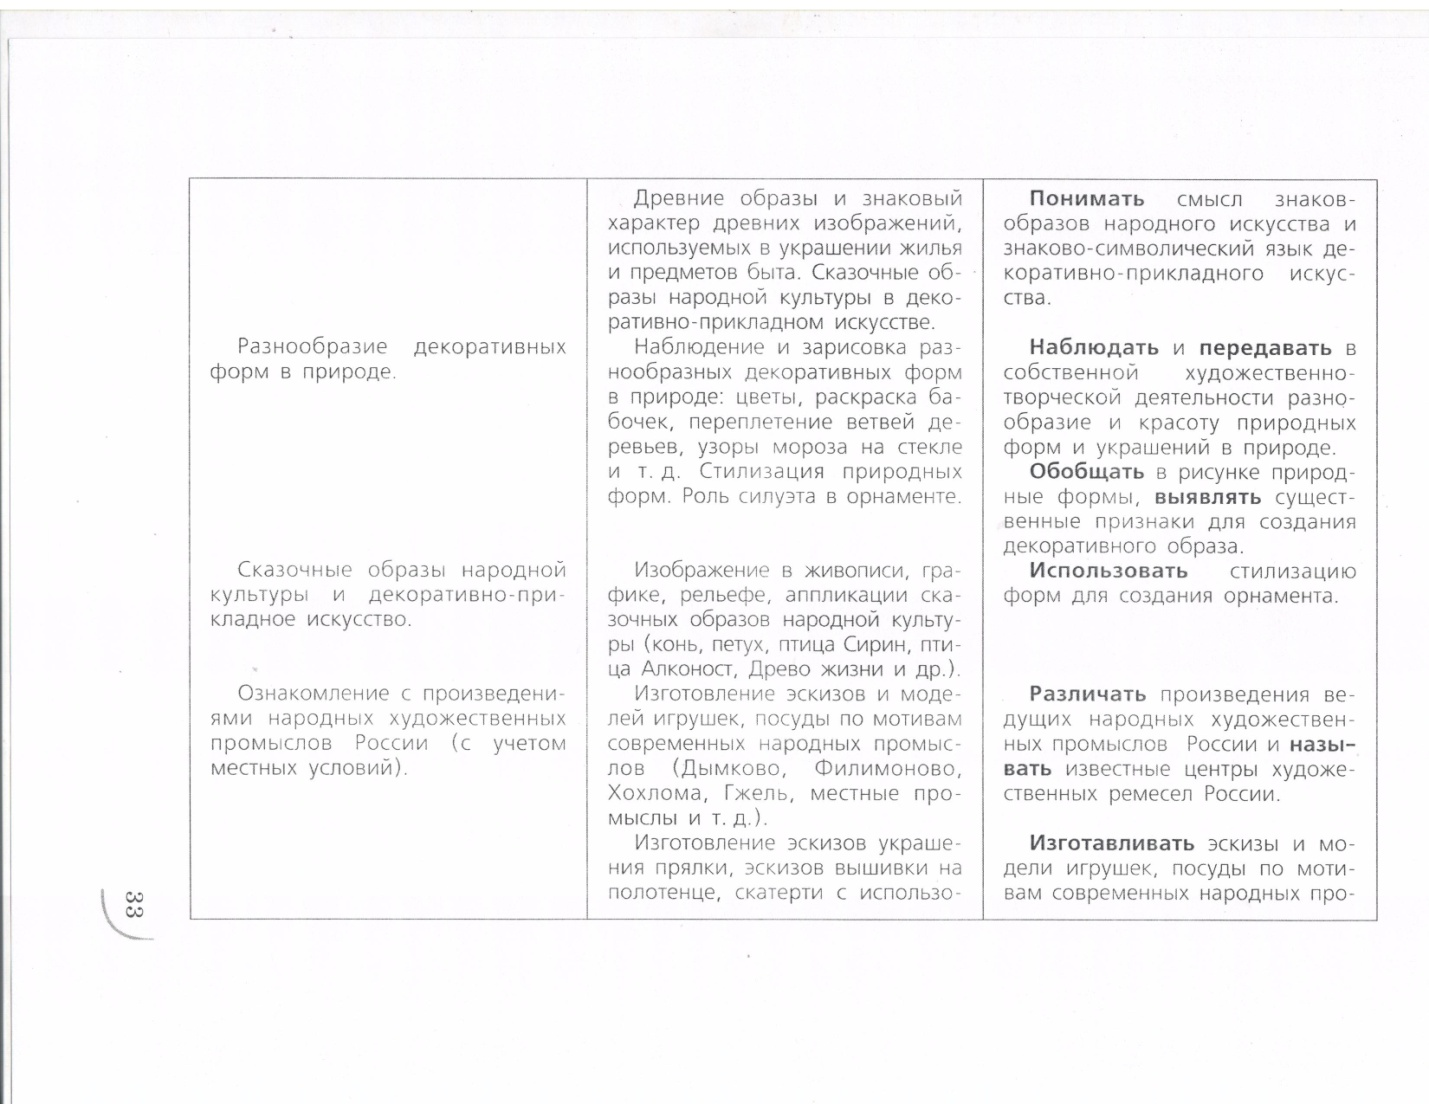 Разнообразие декоративных
форм в природе.
Сказочные образы народной
культуры и декоративно-при-
кладное искусство.
Ознакомление с произведени-
ями народных художественных
промыслов России (с учетом
местных условий).
Древние образы и знаковый
характер древних изображений,
используемых в украшении жилья
и предметов быта. Сказочные об-
разы народной культуры в деко-
ративно-прикладном искусстве.
Наблюдение и зарисовка раз-
нообразных декоративных форм
в природе: цветы, раскраска ба-
бочек, переплетение ветвей де-
ревьев, узоры мороза на стекле
и т. д. Стилизация природных
форм. Роль силуэта в орнаменте.
Изображение в живописи, гра-
фике, рельефе, аппликации ска-
зочных образов народной культу-
ры (конь, петух, птица Сирин, пти-
ца Алконост, Древо жизни и др.).
Изготовление эскизов и моде-
лей игрушек, посуды по мотивам
современных народных промыс-
лов (Дымково, Филимоново,
Хохлома, Гжель, местные про-
мыслы и т. д.).
Изготовление эскизов украше-
ния прялки, эскизов вышивки на
полотенце, скатерти с использо-
Понимать смысл знаков-
образов народного искусства и
знаково-символический язык де-
коративно-прикладного искус-
ства.
Наблюдать и передавать в
собственной художественно-
творческой деятельности разно-
образие и красоту природных
форм и украшений в природе.
Обобщать в рисунке природ-
ные формы, выявлять сущест-
венные признаки для создания
декоративного образа.
Использовать стилизацию
форм для создания орнамента.
Различать произведения ве-
дущих народных художествен-
ных промыслов России и назы-
вать известные центры художе-
ственных ремесел России.
Изготавливать эскизы и мо-
дели игрушек, посуды по моти-
вам современных народных про-
33